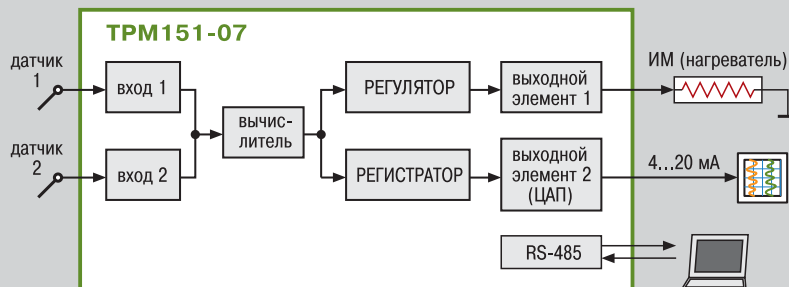 ТРМ151-07
датчик
1
вход 1
РЕГУЛЯТОР
выходной
элемент 1
ИМ (нагреватель)
вычис-
литель
датчик
2
вход 2
РЕГИСТРАТОР
выходной
элемент 2
(ЦАП)
4...20 мА
RS-485